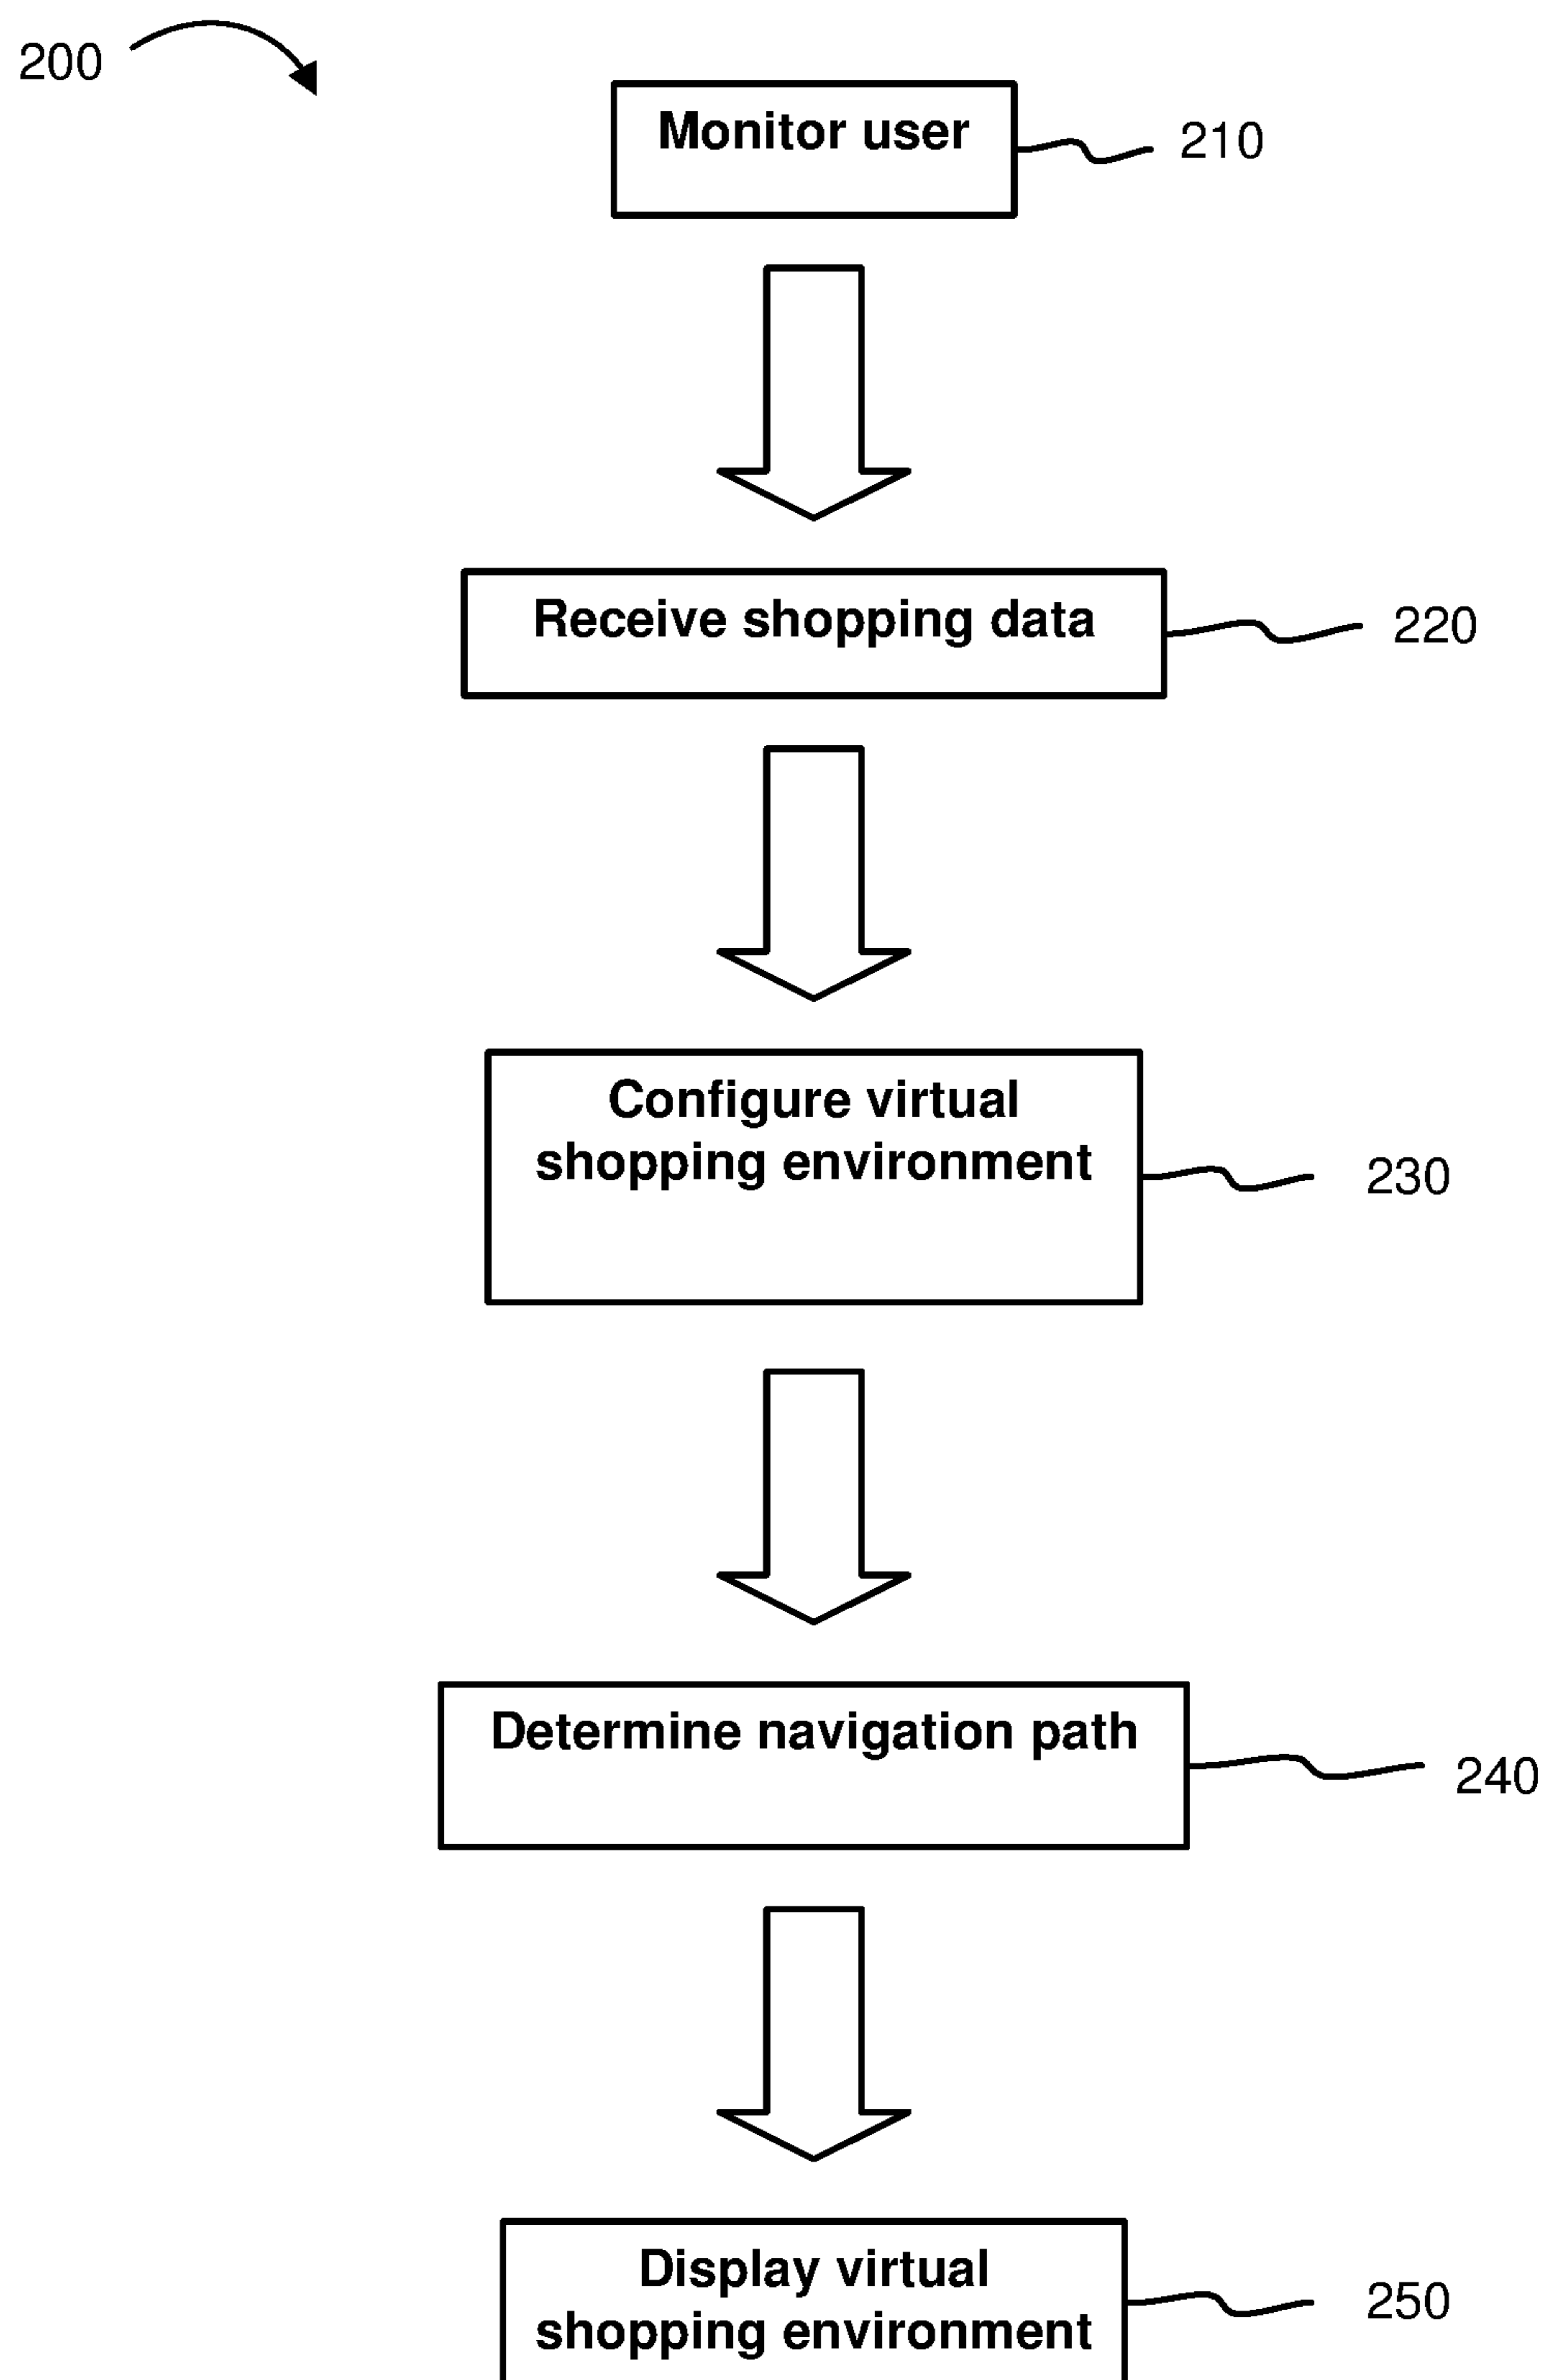 200
Monitor user
210
Receive shopping data
220
Configure virtual
shopping environment
230
Determine navigation path
240
Display virtual
shopping environment
250